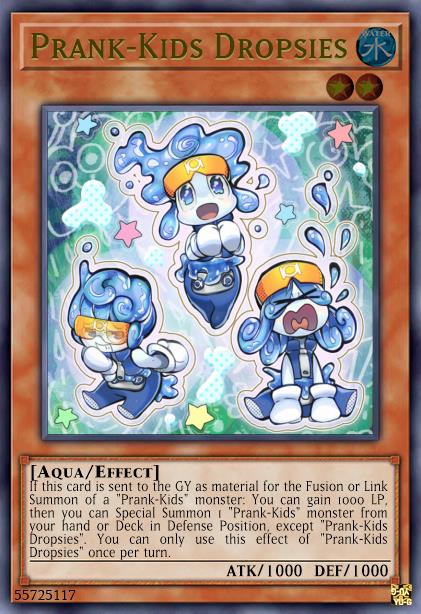 PRANK-KIDS DROPSIES
WATER
水
[AQUA/EFFECT]
If this card is sent to the GY as material for the Fusion or Link
Summon of a "Prank-Kids" monster: You can gain 1000 LP,
then you can Special Summon 1 "Prank-Kids" monster from
your hand or Deck in Defense Position, except "Prank-Kids
Dropsies". You can only use this effect of "Prank-Kids
Dropsies" once per turn.
ATK/1000 DEF/1000
55725117